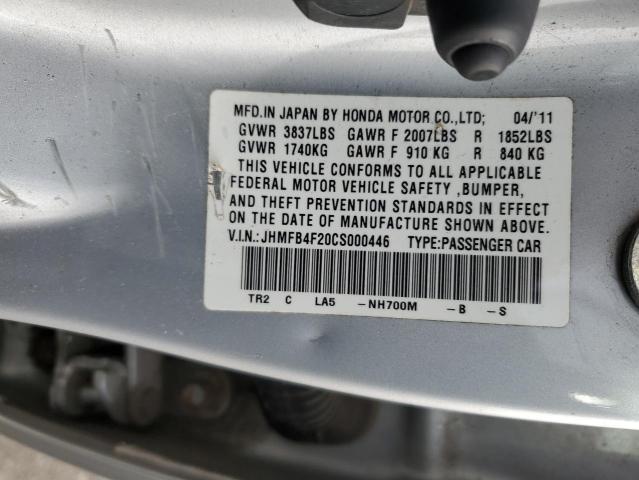 MFD.IN JAPAN BY HONDA MOTOR CO.,LTD; 04/'11
GVWR 3837LBS GAWR F 2007LBS R 1852LBS
GVWR 1740KG GAWR F 910 KG R 840 KG
THIS VEHICLE CONFORMS TO ALL APPLICABLE
FEDERAL MOTOR VEHICLE SAFETY ,BUMPER,
AND THEFT PREVENTION STANDARDS IN EFFECT
ON THE DATE OF MANUFACTURE SHOWN ABOVE.
V.I.N.: JHMFB4F20CS000446 TYPE:PASSENGER CAR
TR2 C LA5 -NH700M -B -S